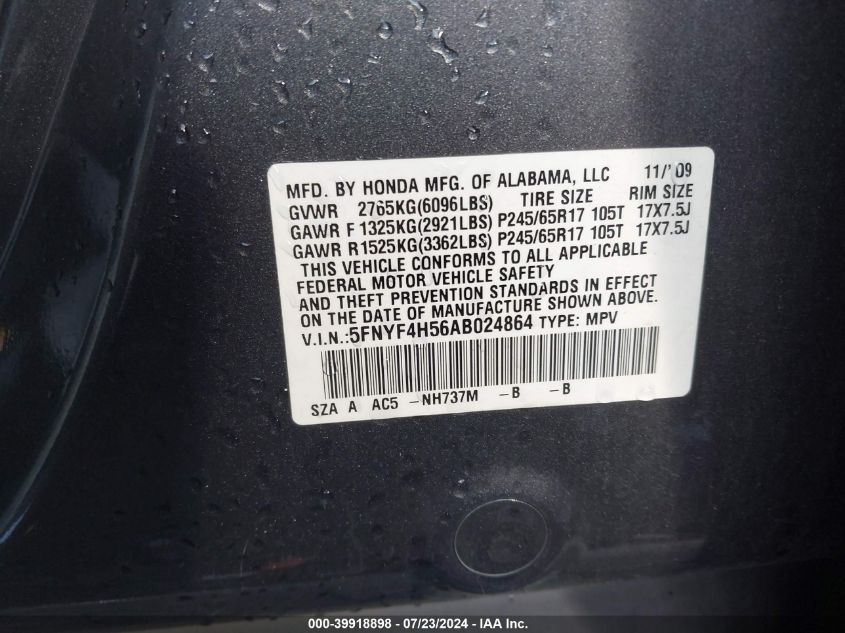 MFD. BY HONDA MFG. OF ALABAMA, LLC 11/'09
GVWR 2765KG(6096LBS) TIRE SIZE RIM SIZE
GAWR F 1325KG(2921LBS) P245/65R17 105T 17X7.5J
GAWR R1525KG(3362LBS) P245/65R17 105T 17X7.5J
THIS VEHICLE CONFORMS TO ALL APPLICABLE
FEDERAL MOTOR VEHICLE SAFETY
AND THEFT PREVENTION STANDARDS IN EFFECT
ON THE DATE OF MANUFACTURE SHOWN ABOVE.
V.I.N.:5FNYF4H56AB024864 TYPE: MPV
SZA A AC5 -NH737M -B -B
000-39918898 - 07/23/2024 - IAA Inc.